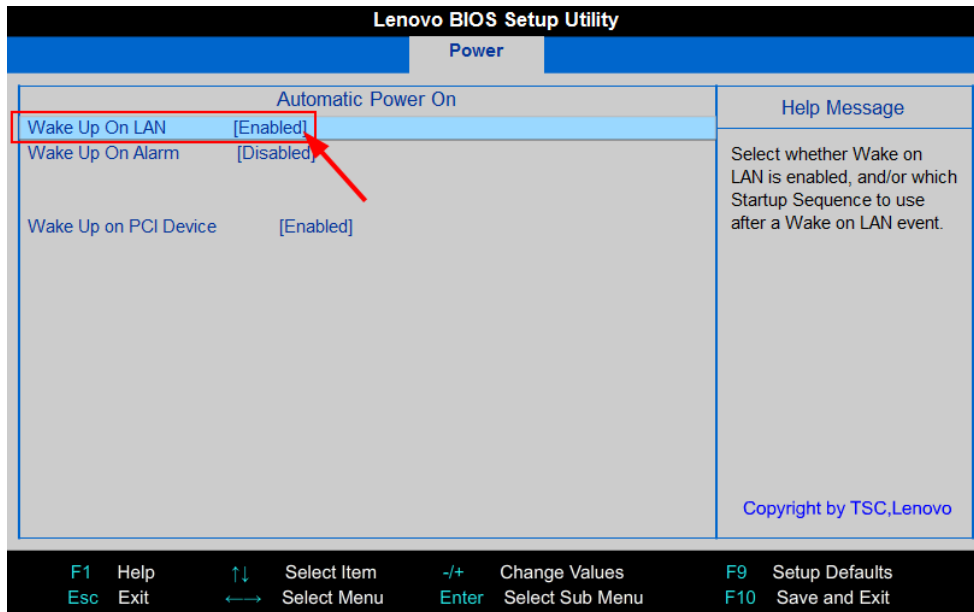 Lenovo BIOS Setup Utility
Power
Automatic Power On
Wake Up On LAN [Enabled]
Wake Up On Alarm [Disabled]
Wake Up on PCI Device [Enabled]
Help Message
Select whether Wake on
LAN is enabled, and/or which
Startup Sequence to use
after a Wake on LAN event.
Copyright by TSC,Lenovo
F1 Help ↑↓ Select Item -/+ Change Values F9 Setup Defaults
Esc Exit ←→ Select Menu Enter Select Sub Menu F10 Save and Exit